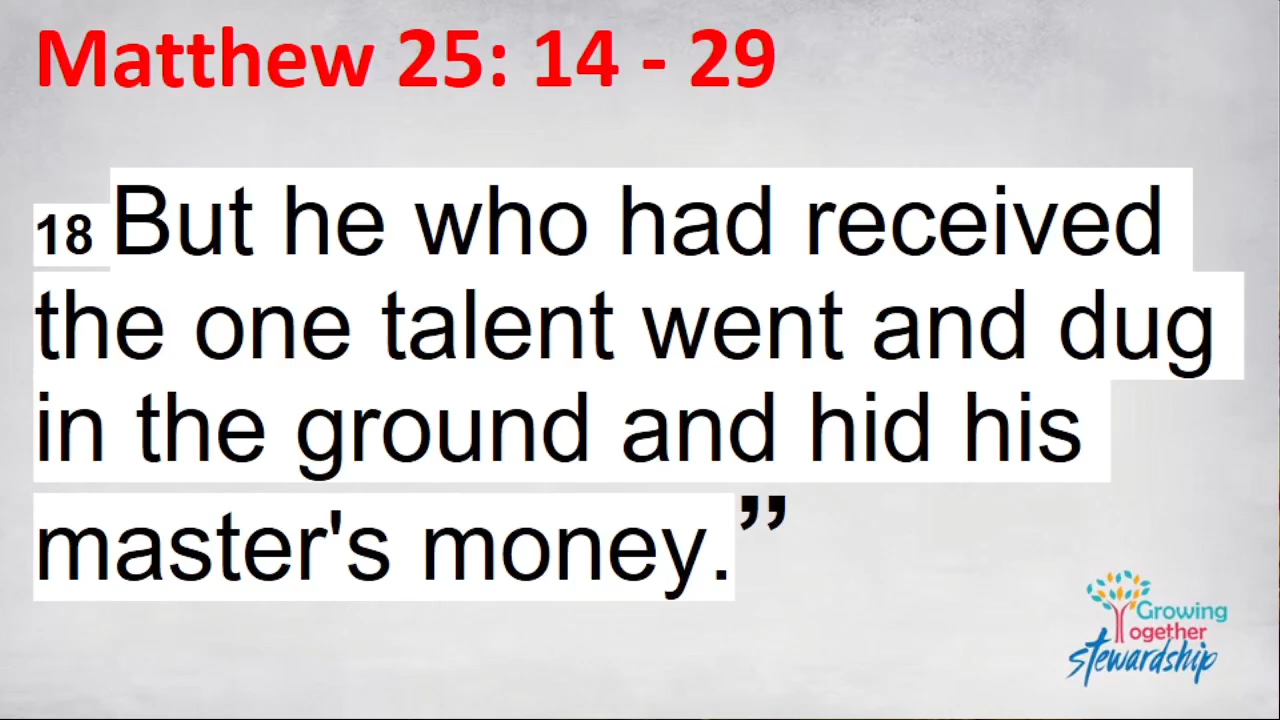 Matthew 25: 14 - 29
18 But he who had received
the one talent went and dug
in the ground and hid his
master's money.”
Growing
Together
stewardship